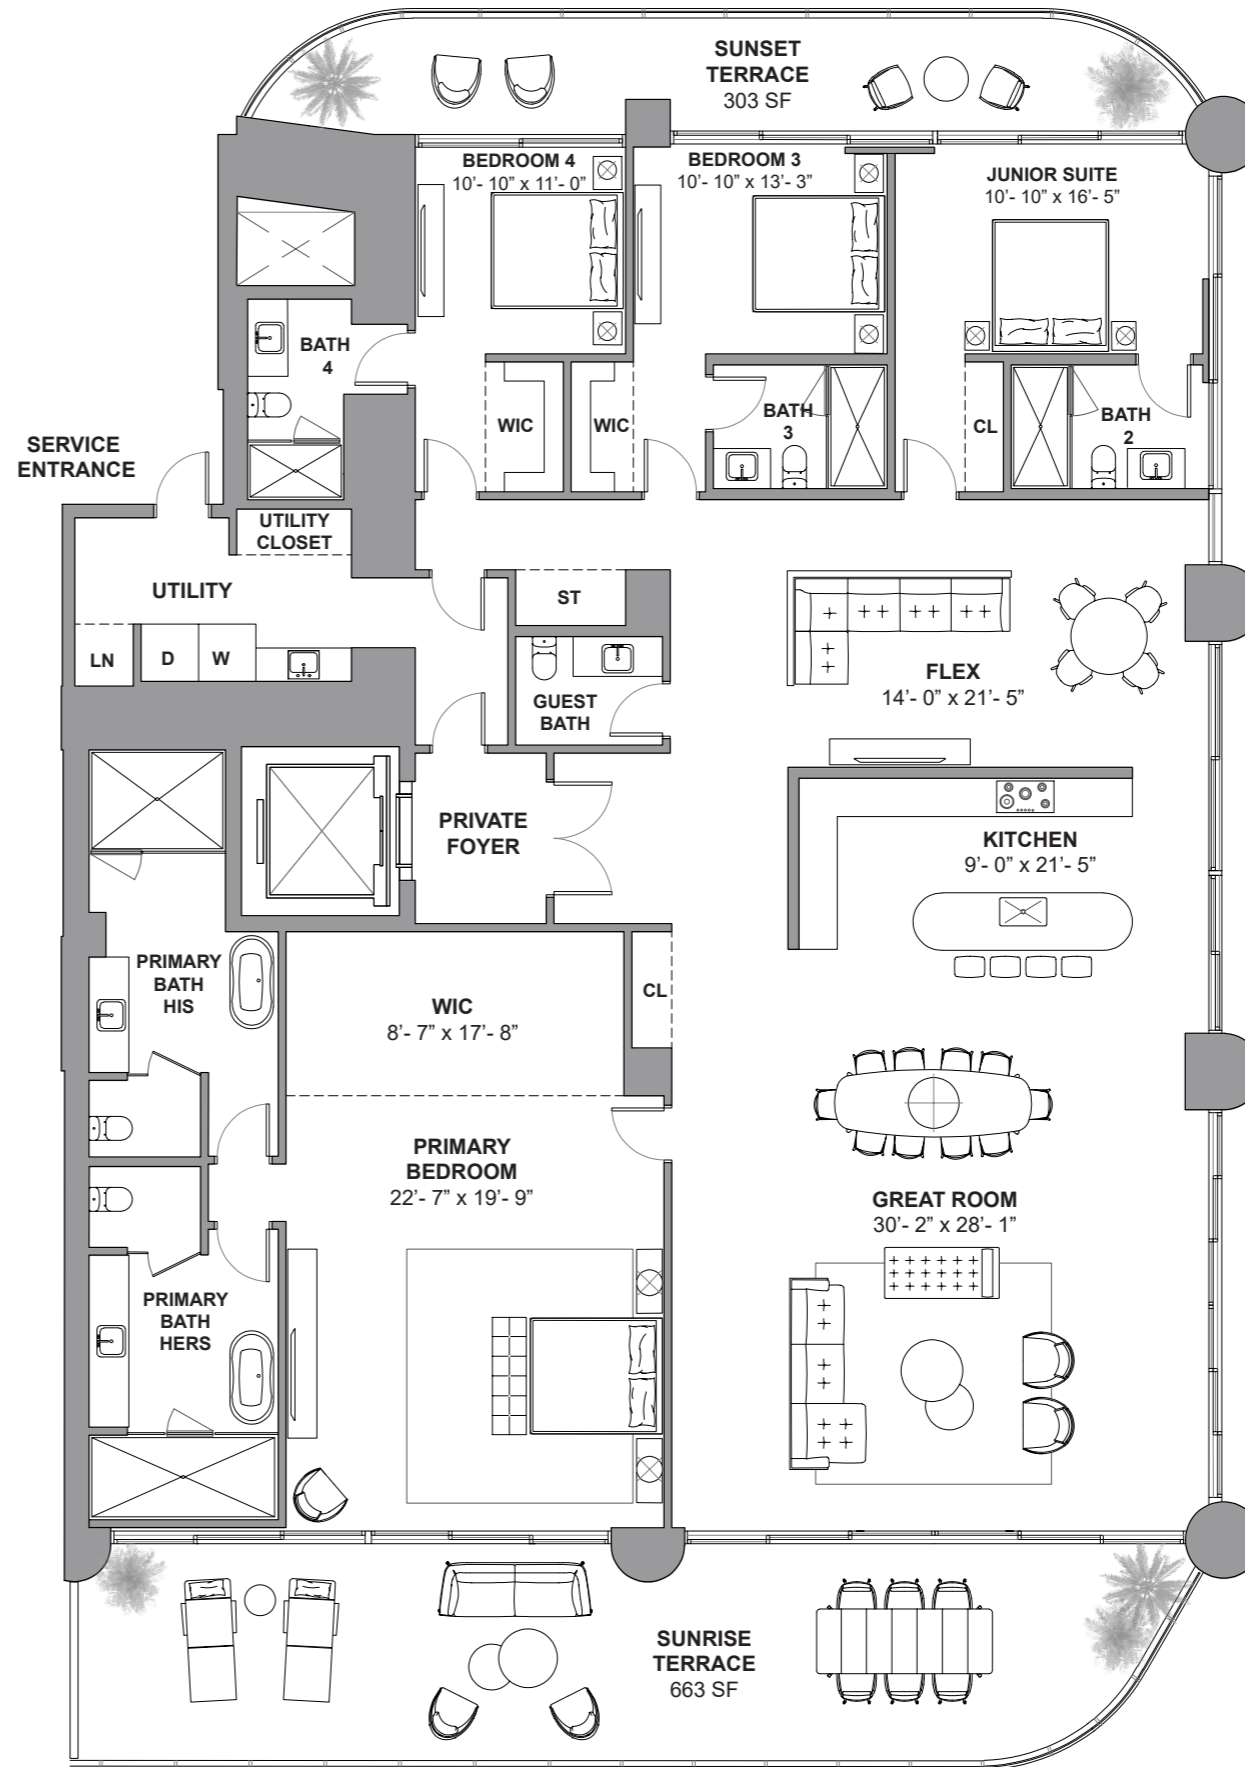 SUNSET
TERRACE
303 SF
BEDROOM 4
10'- 10” x 11'- 0”
BEDROOM 3
10'- 10” x 13'- 3”
JUNIOR SUITE
10'- 10” x 16'- 5”
BATH
4
WIC
WIC
BATH
3
CL
BATH
2
SERVICE
ENTRANCE
UTILITY
CLOSET
UTILITY
ST
LN
D
W
GUEST
BATH
FLEX
14'- 0” x 21'- 5”
PRIVATE
FOYER
KITCHEN
9'- 0” x 21'- 5”
PRIMARY
BATH
HIS
WIC
8'- 7” x 17'- 8”
CL
PRIMARY
BEDROOM
22'- 7” x 19'- 9”
GREAT ROOM
30'- 2” x 28'- 1”
PRIMARY
BATH
HERS
SUNRISE
TERRACE
663 SF